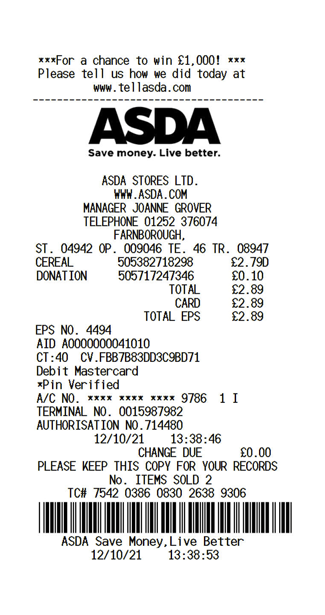 ***For a chance to win £1,000! ***
Please tell us how we did today at
www.tellasda.com
ASDA
Save money. Live better.
ASDA STORES LTD.
WWW.ASDA.COM
MANAGER JOANNE GROVER
TELEPHONE 01252 376074
FARNBOROUGH,
ST. 04942 OP. 009046 TE. 46 TR. 08947
CEREAL 505382718298 £2.79D
DONATION 505717247346 £0.10
TOTAL £2.89
CARD £2.89
TOTAL EPS £2.89
EPS NO. 4494
AID A0000000041010
CT:40 CV.FBB7B83DD3C9BD71
Debit Mastercard
*Pin Verified
A/C NO. **** **** **** 9786 1 I
TERMINAL NO. 0015987982
AUTHORISATION NO.714480
12/10/21 13:38:46
CHANGE DUE £0.00
PLEASE KEEP THIS COPY FOR YOUR RECORDS
No. ITEMS SOLD 2
TC# 7542 0386 0830 2638 9306
ASDA Save Money,Live Better
12/10/21 13:38:53